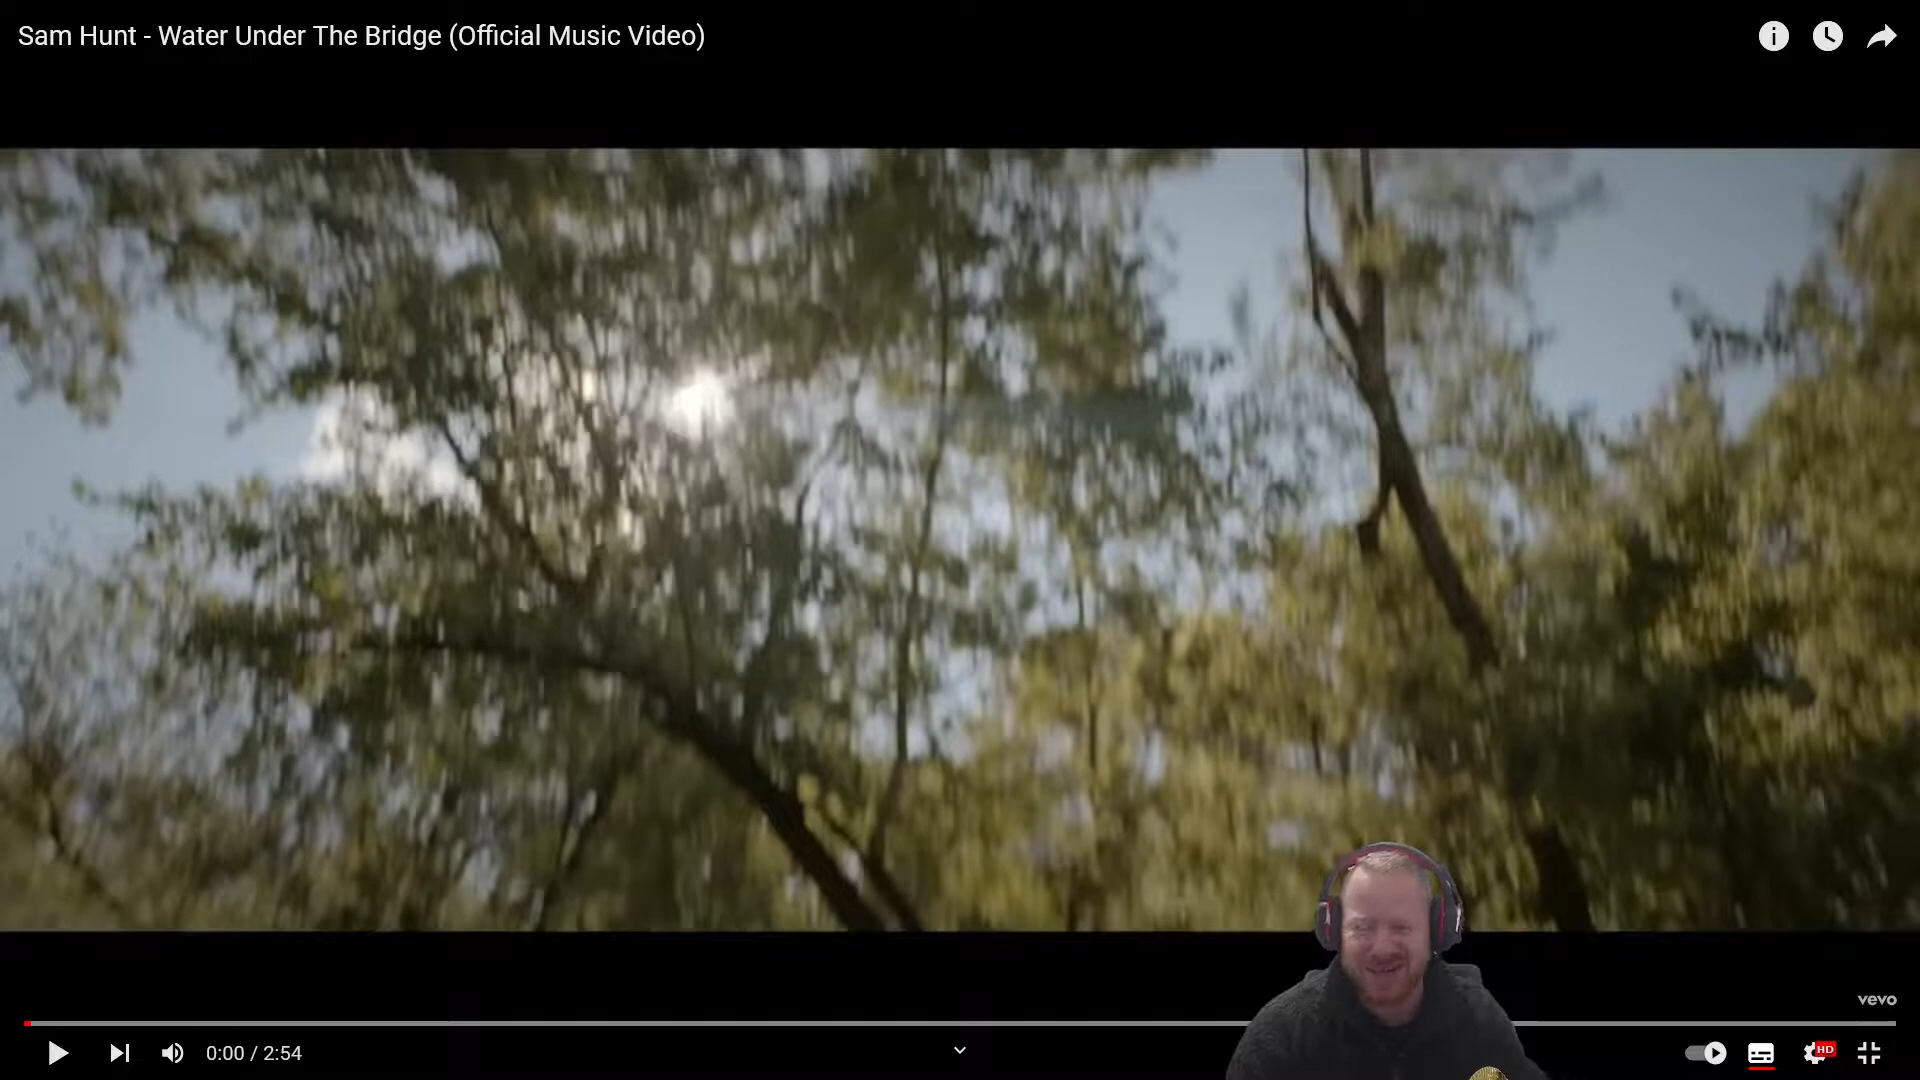 Sam Hunt - Water Under The Bridge (Official Music Video)
vevo
0:00 / 2:54
HD